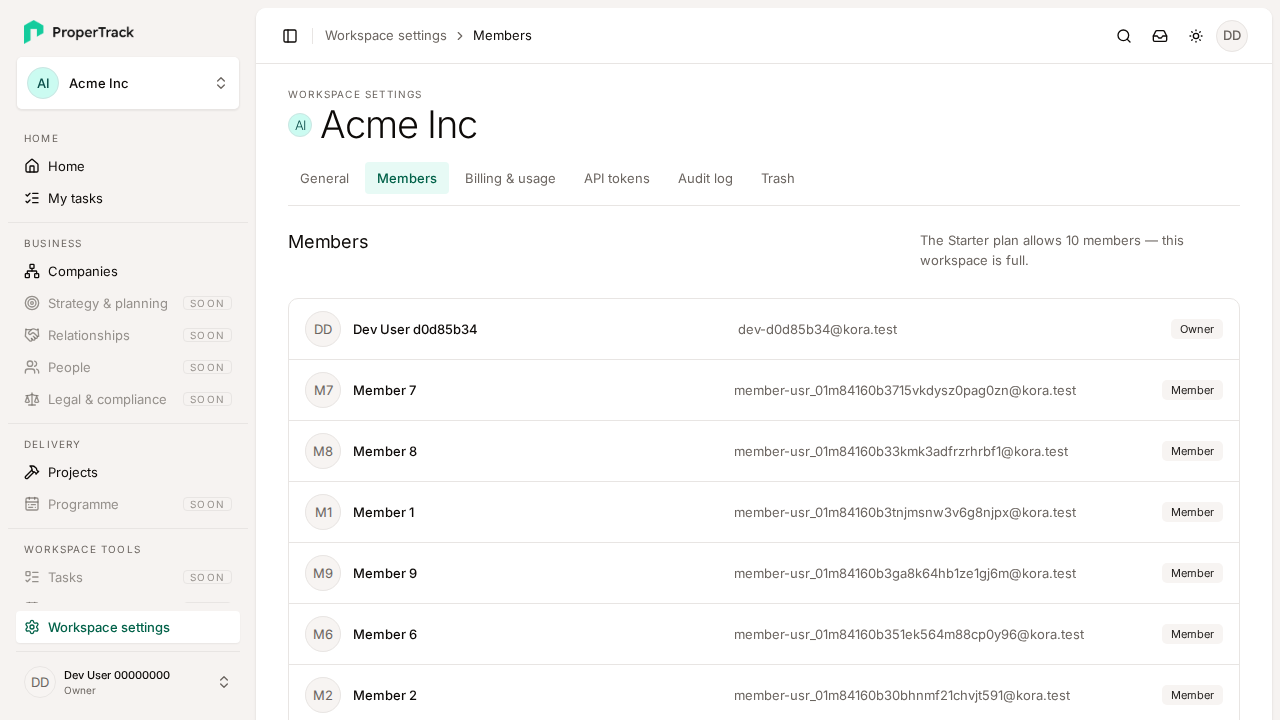 ProperTrack
AI Acme Inc
HOME
Home
My tasks
BUSINESS
Companies
Strategy & planning SOON
Relationships SOON
People SOON
Legal & compliance SOON
DELIVERY
Projects
Programme SOON
WORKSPACE TOOLS
Tasks SOON
Workspace settings
DD Dev User 00000000
Owner
Workspace settings > Members
DD
WORKSPACE SETTINGS
AI Acme Inc
General Members Billing & usage API tokens Audit log Trash
Members
The Starter plan allows 10 members — this
workspace is full.
DD Dev User d0d85b34 dev-d0d85b34@kora.test Owner
M7 Member 7 member-usr_01m84160b3715vkdysz0pag0zn@kora.test Member
M8 Member 8 member-usr_01m84160b33kmk3adfrzrhrbf1@kora.test Member
M1 Member 1 member-usr_01m84160b3tnjmsnw3v6g8njpx@kora.test Member
M9 Member 9 member-usr_01m84160b3ga8k64hb1ze1gj6m@kora.test Member
M6 Member 6 member-usr_01m84160b351ek564m88cp0y96@kora.test Member
M2 Member 2 member-usr_01m84160b30bhnmf21chvjt591@kora.test Member